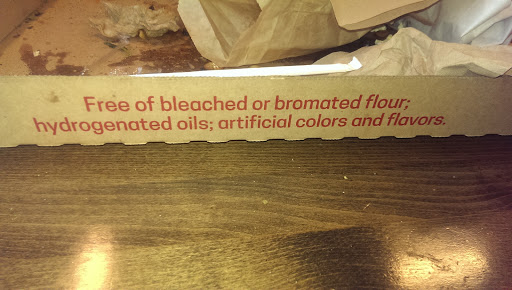 Free of bleached or bromated flour;
hydrogenated oils; artificial colors and flavors.